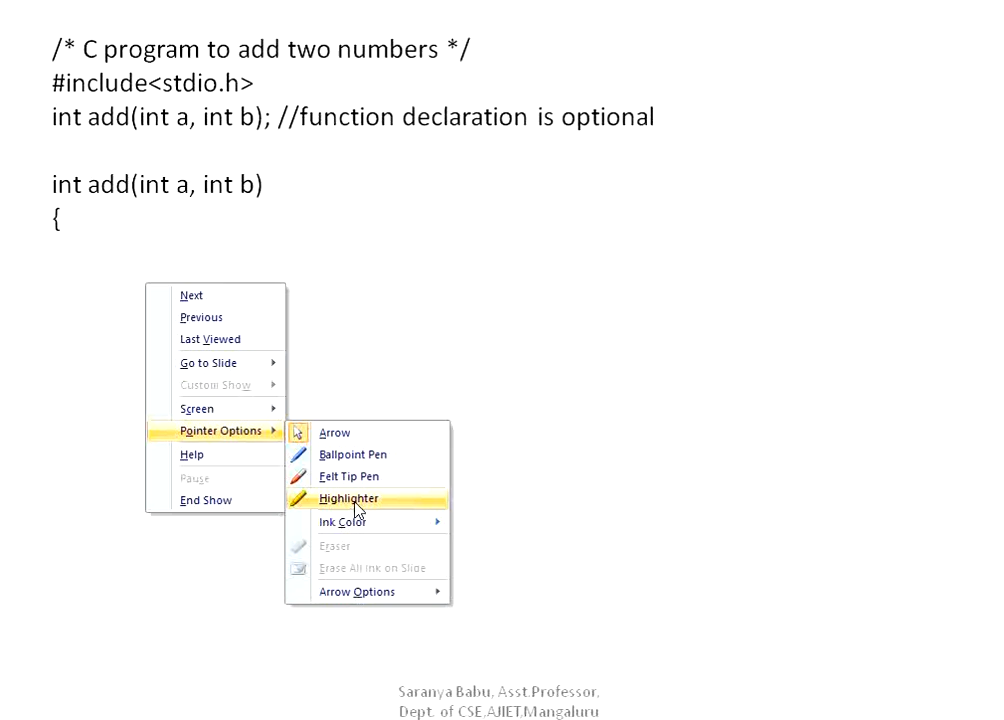 /* C program to add two numbers */
#include<stdio.h>
int add(int a, int b); //function declaration is optional
int add(int a, int b)
{
Next
Previous
Last Viewed
Go to Slide
Custom Show
Screen
Pointer Options
Help
Pause
End Show
Arrow
Ballpoint Pen
Felt Tip Pen
Highlighter
Ink Color
Eraser
Erase All Ink on Slide
Arrow Options
Saranya Babu, Asst.Professor,
Dept. of CSE,AJIET,Mangaluru